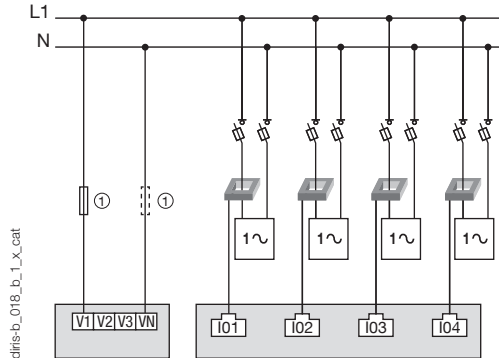 L1
N
① ①
1∿ 1∿ 1∿ 1∿
V1 V2 V3 VN
I01 I02 I03 I04
diris-b_018_b_1_x_cat